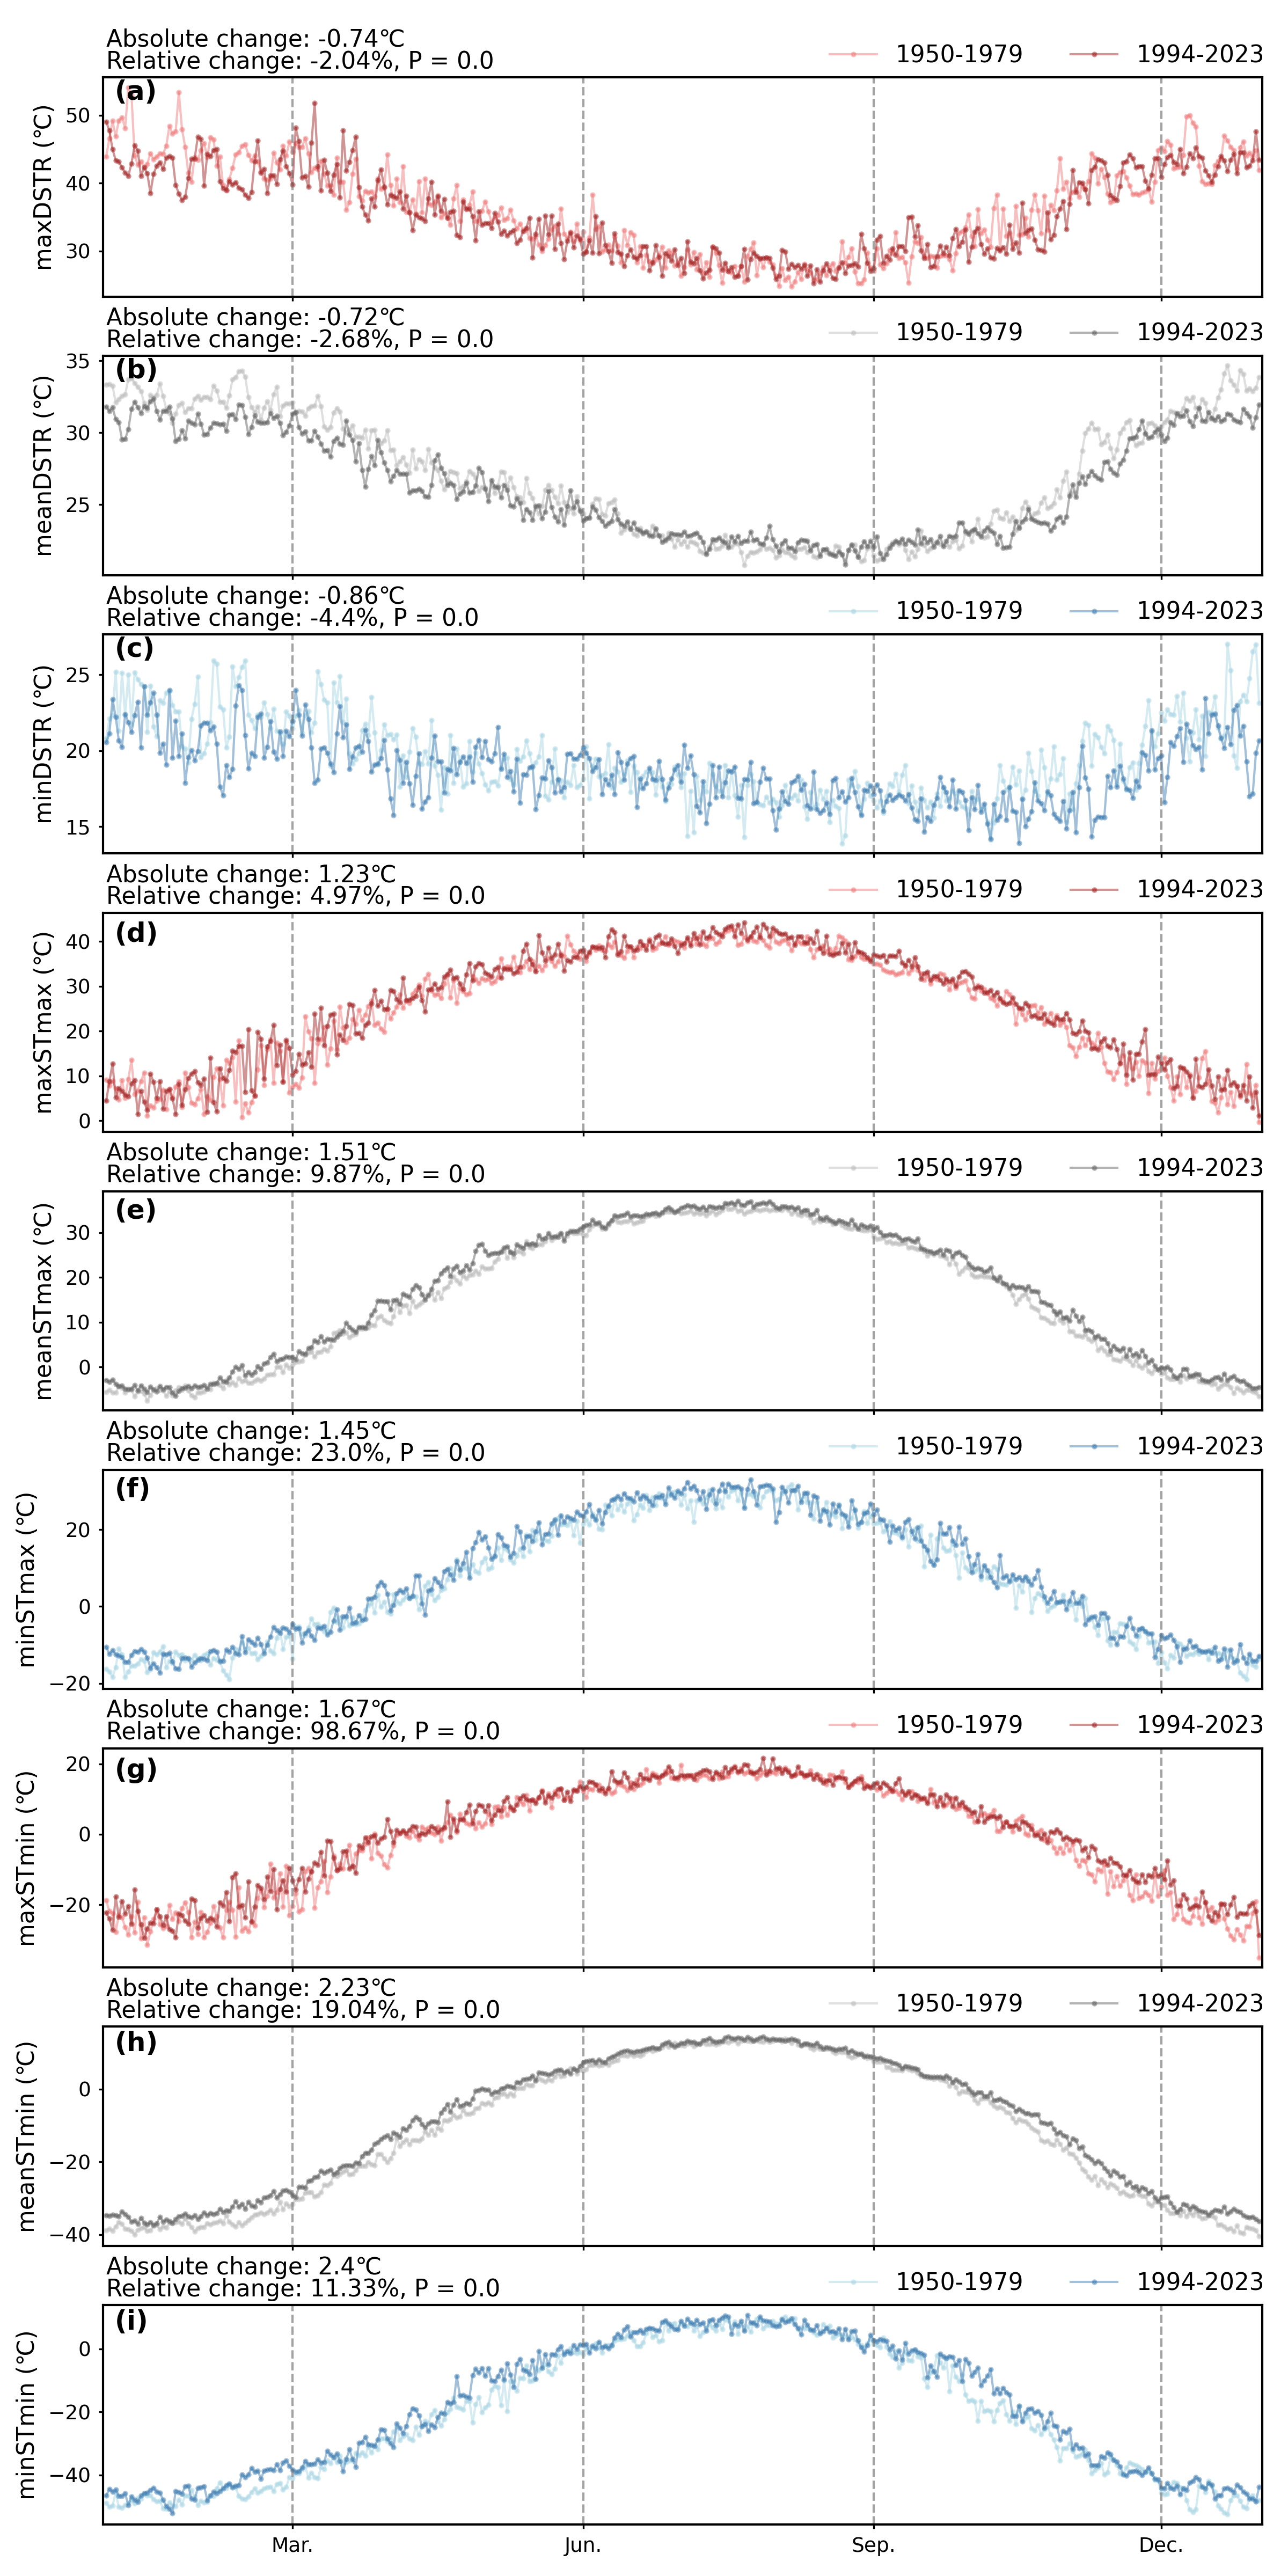 Absolute change: -0.74℃
Relative change: -2.04%, P = 0.0
1950-1979 1994-2023
(a)
maxDSTR (℃)
50
40
30
Absolute change: -0.72℃
Relative change: -2.68%, P = 0.0
1950-1979 1994-2023
(b)
meanDSTR (℃)
35
30
25
Absolute change: -0.86℃
Relative change: -4.4%, P = 0.0
1950-1979 1994-2023
(c)
minDSTR (℃)
25
20
15
Absolute change: 1.23℃
Relative change: 4.97%, P = 0.0
1950-1979 1994-2023
(d)
maxSTmax (℃)
40
30
20
10
0
Absolute change: 1.51℃
Relative change: 9.87%, P = 0.0
1950-1979 1994-2023
(e)
meanSTmax (℃)
30
20
10
0
Absolute change: 1.45℃
Relative change: 23.0%, P = 0.0
1950-1979 1994-2023
(f)
minSTmax (℃)
20
0
−20
Absolute change: 1.67℃
Relative change: 98.67%, P = 0.0
1950-1979 1994-2023
(g)
maxSTmin (℃)
20
0
−20
Absolute change: 2.23℃
Relative change: 19.04%, P = 0.0
1950-1979 1994-2023
(h)
meanSTmin (℃)
0
−20
−40
Absolute change: 2.4℃
Relative change: 11.33%, P = 0.0
1950-1979 1994-2023
(i)
minSTmin (℃)
0
−20
−40
Mar. Jun. Sep. Dec.